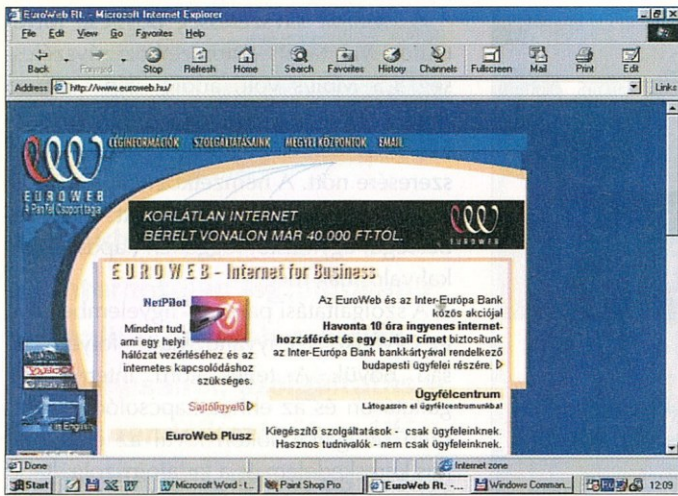 EuroWeb Rt. - Microsoft Internet Explorer
File Edit View Go Favorites Help
Back Forward Stop Refresh Home Search Favorites History Channels Fullscreen Mail Print Edit
Address http://www.euroweb.hu/ Links
CÉGINFORMÁCIÓK SZOLGÁLTATÁSAINK MEGYEI KÖZPONTOK EMAIL
EUROWEB
A PanTel Csoport tagja
KORLÁTLAN INTERNET
BÉRELT VONALON MÁR 40.000 FT-TÓL.
EUROWEB
EUROWEB - Internet for Business
NetPilot
Mindent tud,
ami egy helyi
hálózat vezérléséhez és az
internetes kapcsolódáshoz
szükséges.
Sajtófigyelő
EuroWeb Plusz
Az EuroWeb és az Inter-Európa Bank
közös akciója!
Havonta 10 óra ingyenes internet-
hozzáférést és egy e-mail címet biztosítunk
az Inter-Európa Bank bankkártyával rendelkező
budapesti ügyfelei részére.
Ügyfélcentrum
Látogasson el ügyfélcentrumunkba!
Kiegészítő szolgáltatások - csak ügyfeleinknek.
Hasznos tudnivalók - nem csak ügyfeleinknek.
In English
Done Internet zone
Start Microsoft Word - t... Paint Shop Pro EuroWeb Rt. -... Windows Comman... 12:09